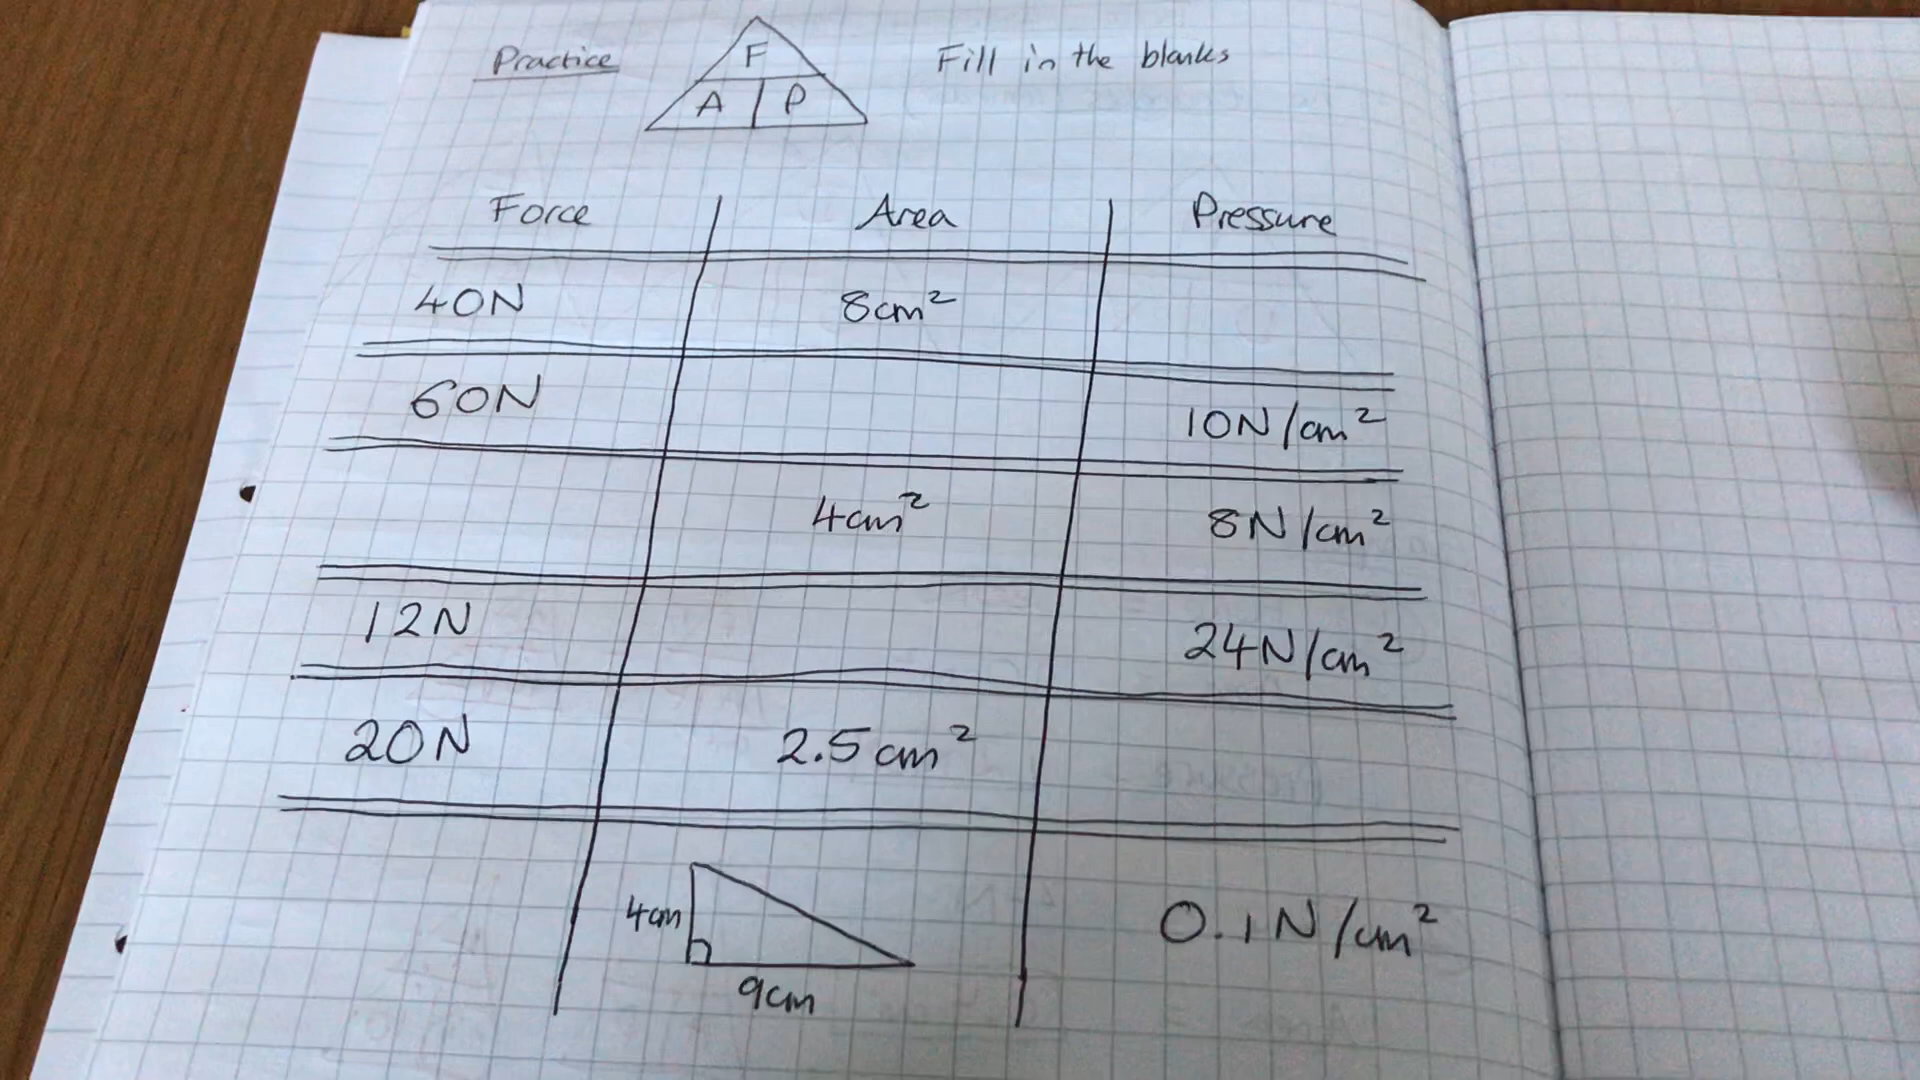 Practice
F
A P
Fill in the blanks
Force Area Pressure
40N 8cm²
60N 10N/cm²
4cm² 8N/cm²
12N 24N/cm²
20N 2.5cm²
4cm
9cm
0.1N/cm²